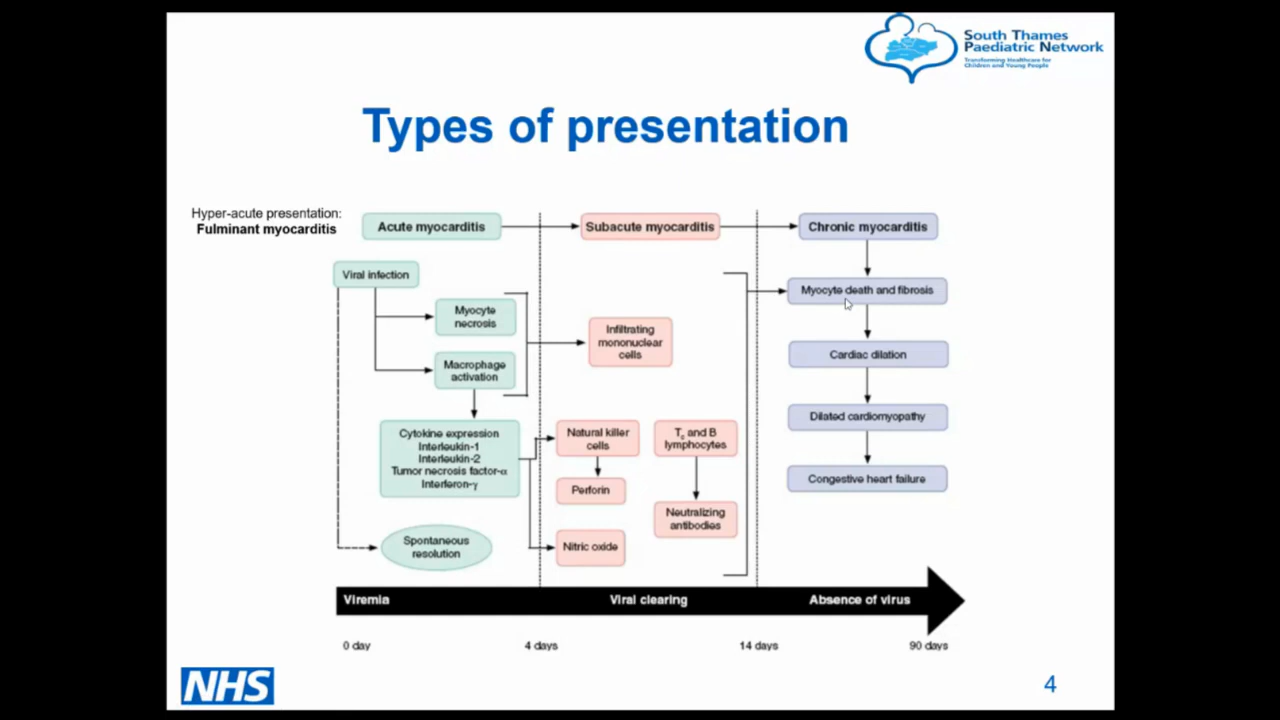 South Thames
Paediatric Network
Transforming Healthcare for
Children and Young People
Types of presentation
Hyper-acute presentation:
Fulminant myocarditis
Acute myocarditis
Subacute myocarditis
Chronic myocarditis
Viral infection
Myocyte
necrosis
Macrophage
activation
Cytokine expression
Interleukin-1
Interleukin-2
Tumor necrosis factor-α
Interferon-γ
Spontaneous
resolution
Infiltrating
mononuclear
cells
Natural killer
cells
Perforin
Nitric oxide
Tc and B
lymphocytes
Neutralizing
antibodies
Myocyte death and fibrosis
Cardiac dilation
Dilated cardiomyopathy
Congestive heart failure
Viremia
Viral clearing
Absence of virus
0 day
4 days
14 days
90 days
NHS
4